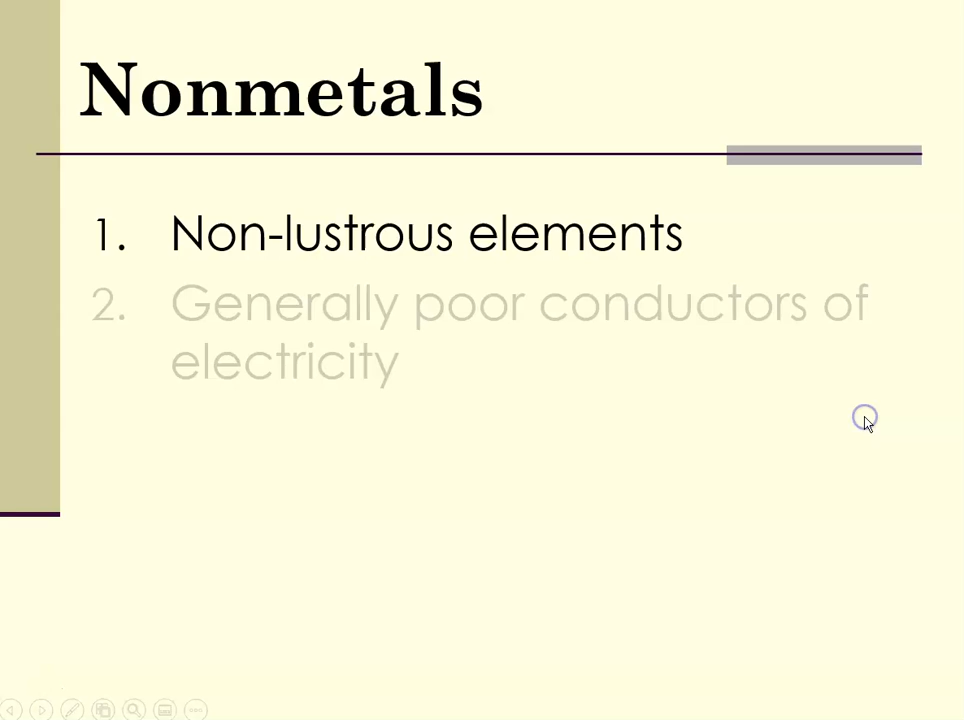 Nonmetals
1. Non-lustrous elements
2. Generally poor conductors of
electricity